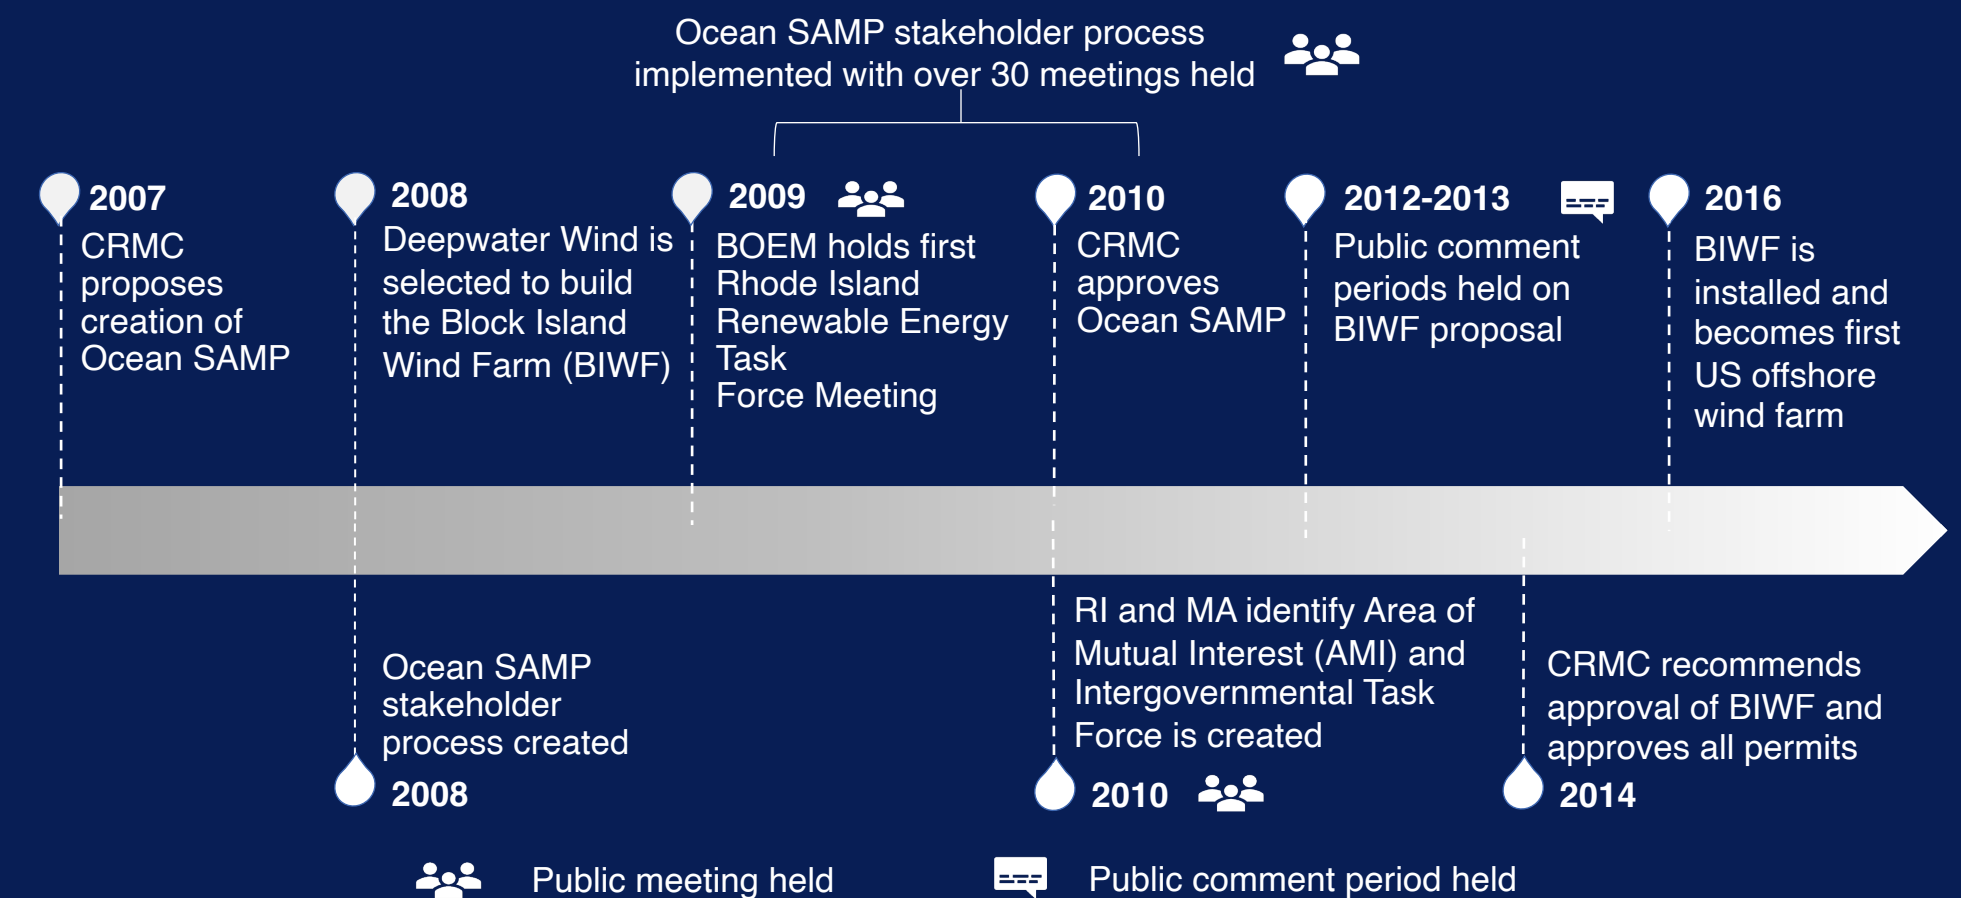 Ocean SAMP stakeholder process
implemented with over 30 meetings held
2007
CRMC
proposes
creation of
Ocean SAMP
2008
Deepwater Wind is
selected to build
the Block Island
Wind Farm (BIWF)
2009
BOEM holds first
Rhode Island
Renewable Energy
Task
Force Meeting
2010
CRMC
approves
Ocean SAMP
2012-2013
Public comment
periods held on
BIWF proposal
2016
BIWF is
installed and
becomes first
US offshore
wind farm
Ocean SAMP
stakeholder
process created
2008
RI and MA identify Area of
Mutual Interest (AMI) and
Intergovernmental Task
Force is created
2010
CRMC recommends
approval of BIWF and
approves all permits
2014
Public meeting held
Public comment period held